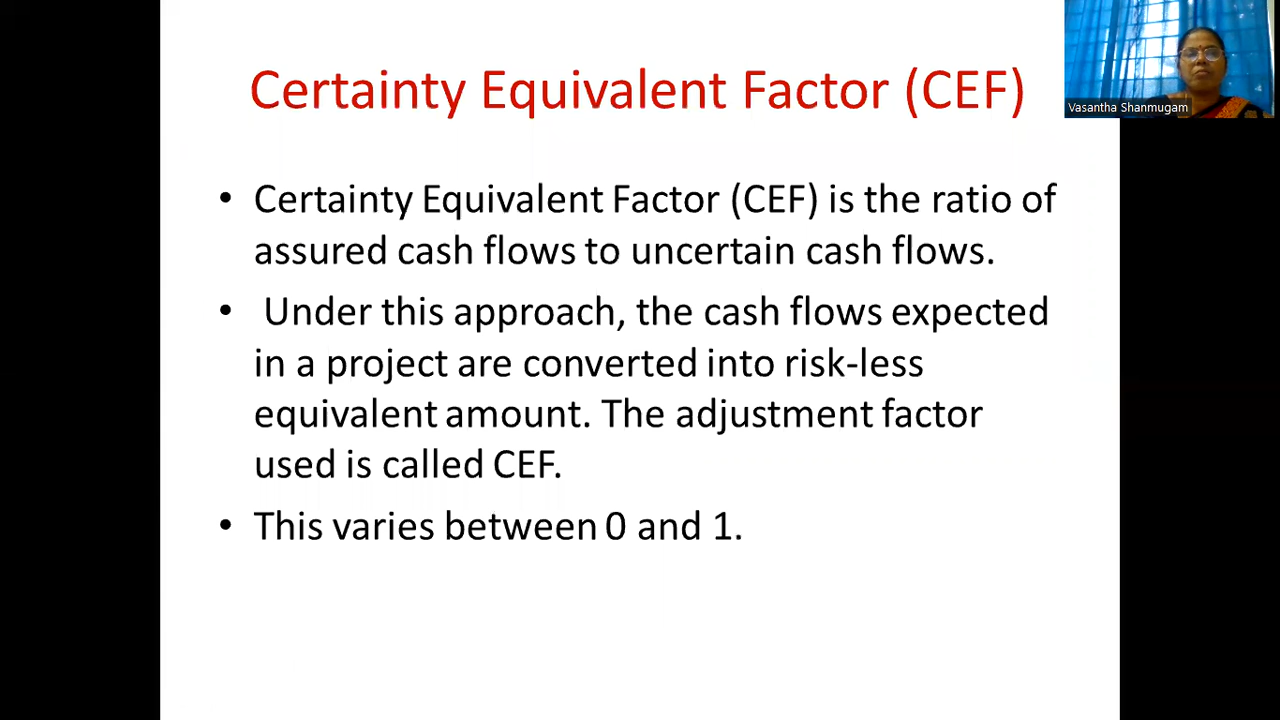 Certainty Equivalent Factor (CEF)
Vasantha Shanmugam
• Certainty Equivalent Factor (CEF) is the ratio of
assured cash flows to uncertain cash flows.
• Under this approach, the cash flows expected
in a project are converted into risk-less
equivalent amount. The adjustment factor
used is called CEF.
• This varies between 0 and 1.